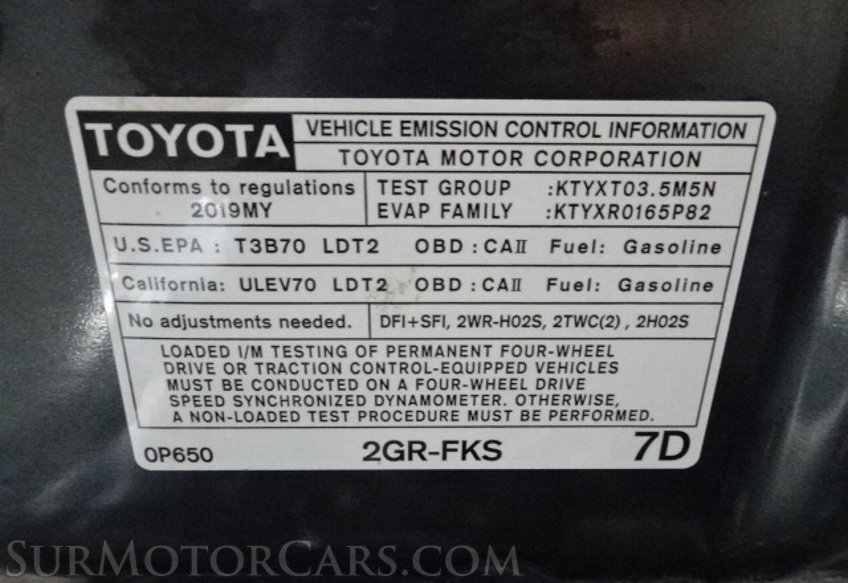 TOYOTA
VEHICLE EMISSION CONTROL INFORMATION
TOYOTA MOTOR CORPORATION
Conforms to regulations
2019MY
TEST GROUP :KTYXT03.5M5N
EVAP FAMILY :KTYXR0165P82
U.S.EPA : T3B70 LDT2 OBD : CAII Fuel: Gasoline
California: ULEV70 LDT2 OBD : CAII Fuel: Gasoline
No adjustments needed.
DFI+SFI, 2WR-HO2S, 2TWC(2) , 2HO2S
LOADED I/M TESTING OF PERMANENT FOUR-WHEEL
DRIVE OR TRACTION CONTROL-EQUIPPED VEHICLES
MUST BE CONDUCTED ON A FOUR-WHEEL DRIVE
SPEED SYNCHRONIZED DYNAMOMETER. OTHERWISE,
A NON-LOADED TEST PROCEDURE MUST BE PERFORMED.
0P650
2GR-FKS
7D
SURMOTORCARS.COM